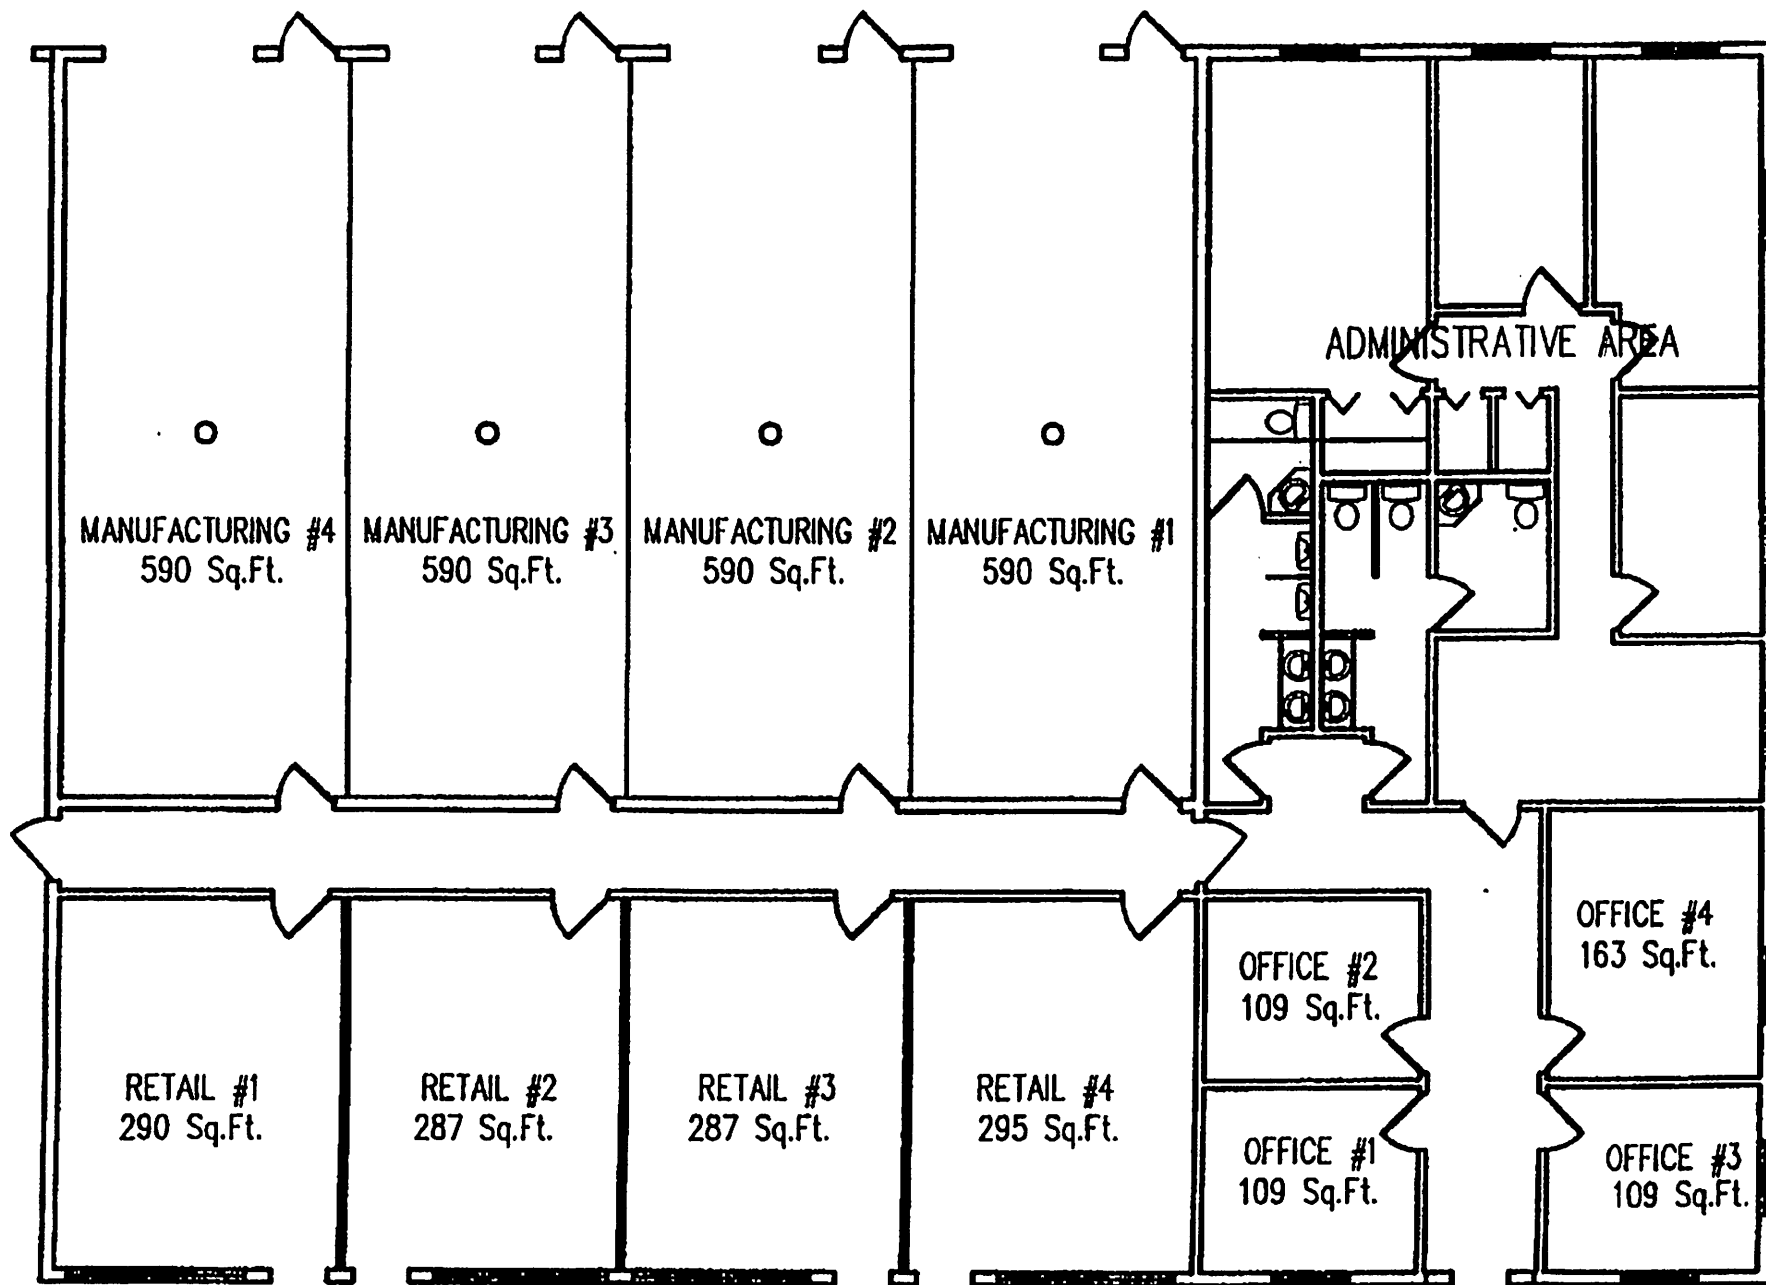 ADMINISTRATIVE AREA
MANUFACTURING #4
590 Sq.Ft.
MANUFACTURING #3
590 Sq.Ft.
MANUFACTURING #2
590 Sq.Ft.
MANUFACTURING #1
590 Sq.Ft.
OFFICE #4
163 Sq.Ft.
OFFICE #2
109 Sq.Ft.
RETAIL #1
290 Sq.Ft.
RETAIL #2
287 Sq.Ft.
RETAIL #3
287 Sq.Ft.
RETAIL #4
295 Sq.Ft.
OFFICE #1
109 Sq.Ft.
OFFICE #3
109 Sq.Ft.